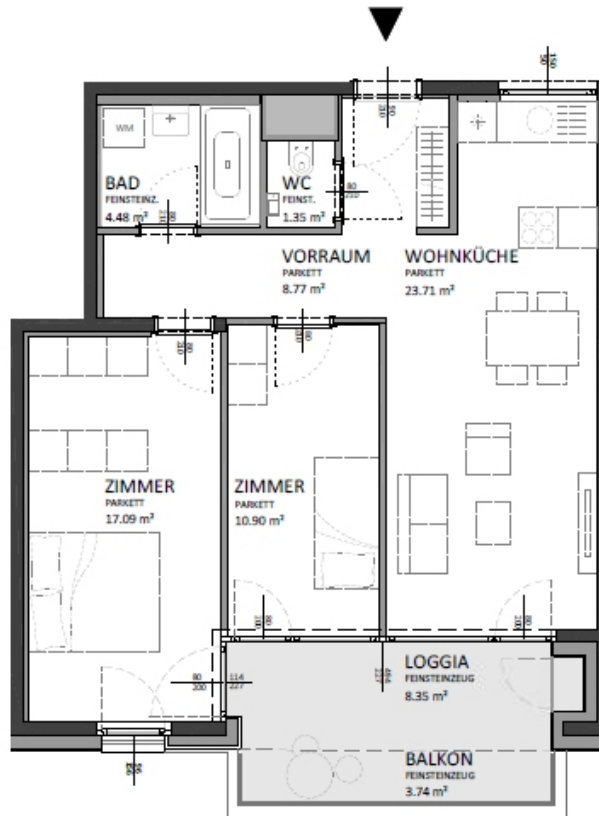 WM
BAD
FEINSTEINZ.
4.48 m²
WC
FEINST.
1.35 m²
80
210
VORRAUM
PARKETT
8.77 m²
WOHNKÜCHE
PARKETT
23.71 m²
ZIMMER
PARKETT
17.09 m²
ZIMMER
PARKETT
10.90 m²
80
200
114
227
LOGGIA
FEINSTEINZEUG
8.35 m²
BALKON
FEINSTEINZEUG
3.74 m²